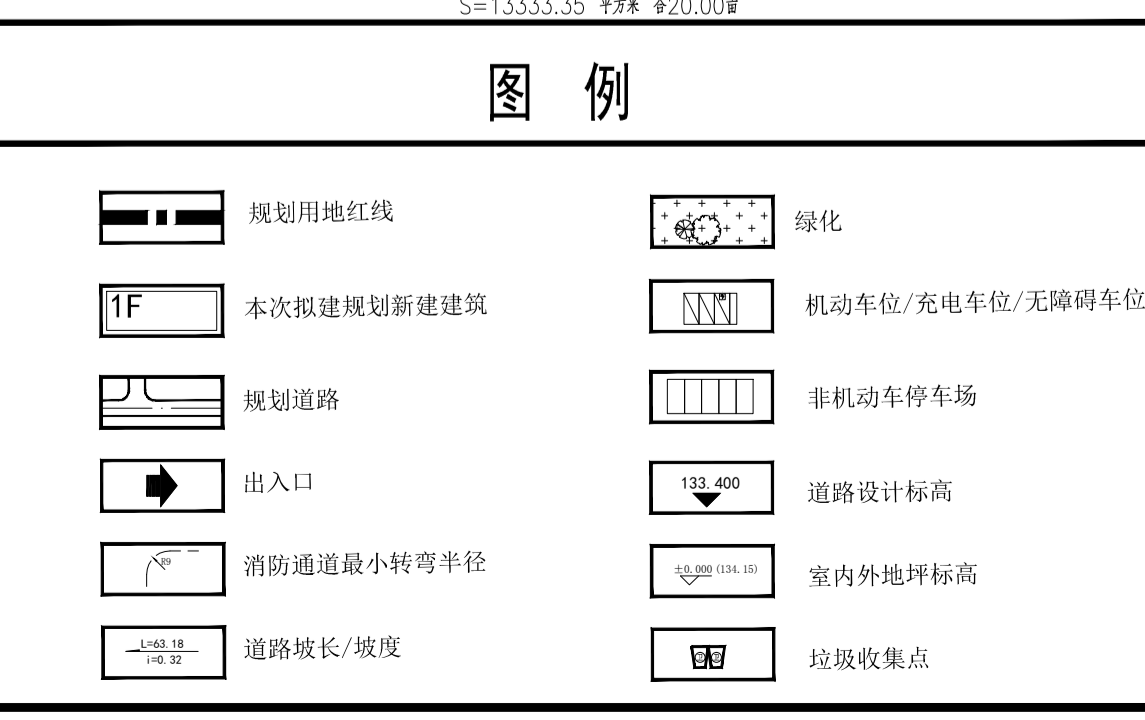 S=13333.35 平方米 合20.00亩
图 例
规划用地红线
绿化
1F
本次拟建规划新建建筑
机动车位/充电车位/无障碍车位
规划道路
非机动车停车场
出入口
133.400
道路设计标高
R9
消防通道最小转弯半径
±0.000 (134.15)
室内外地坪标高
L=63.18
i=0.32
道路坡长/坡度
垃圾收集点